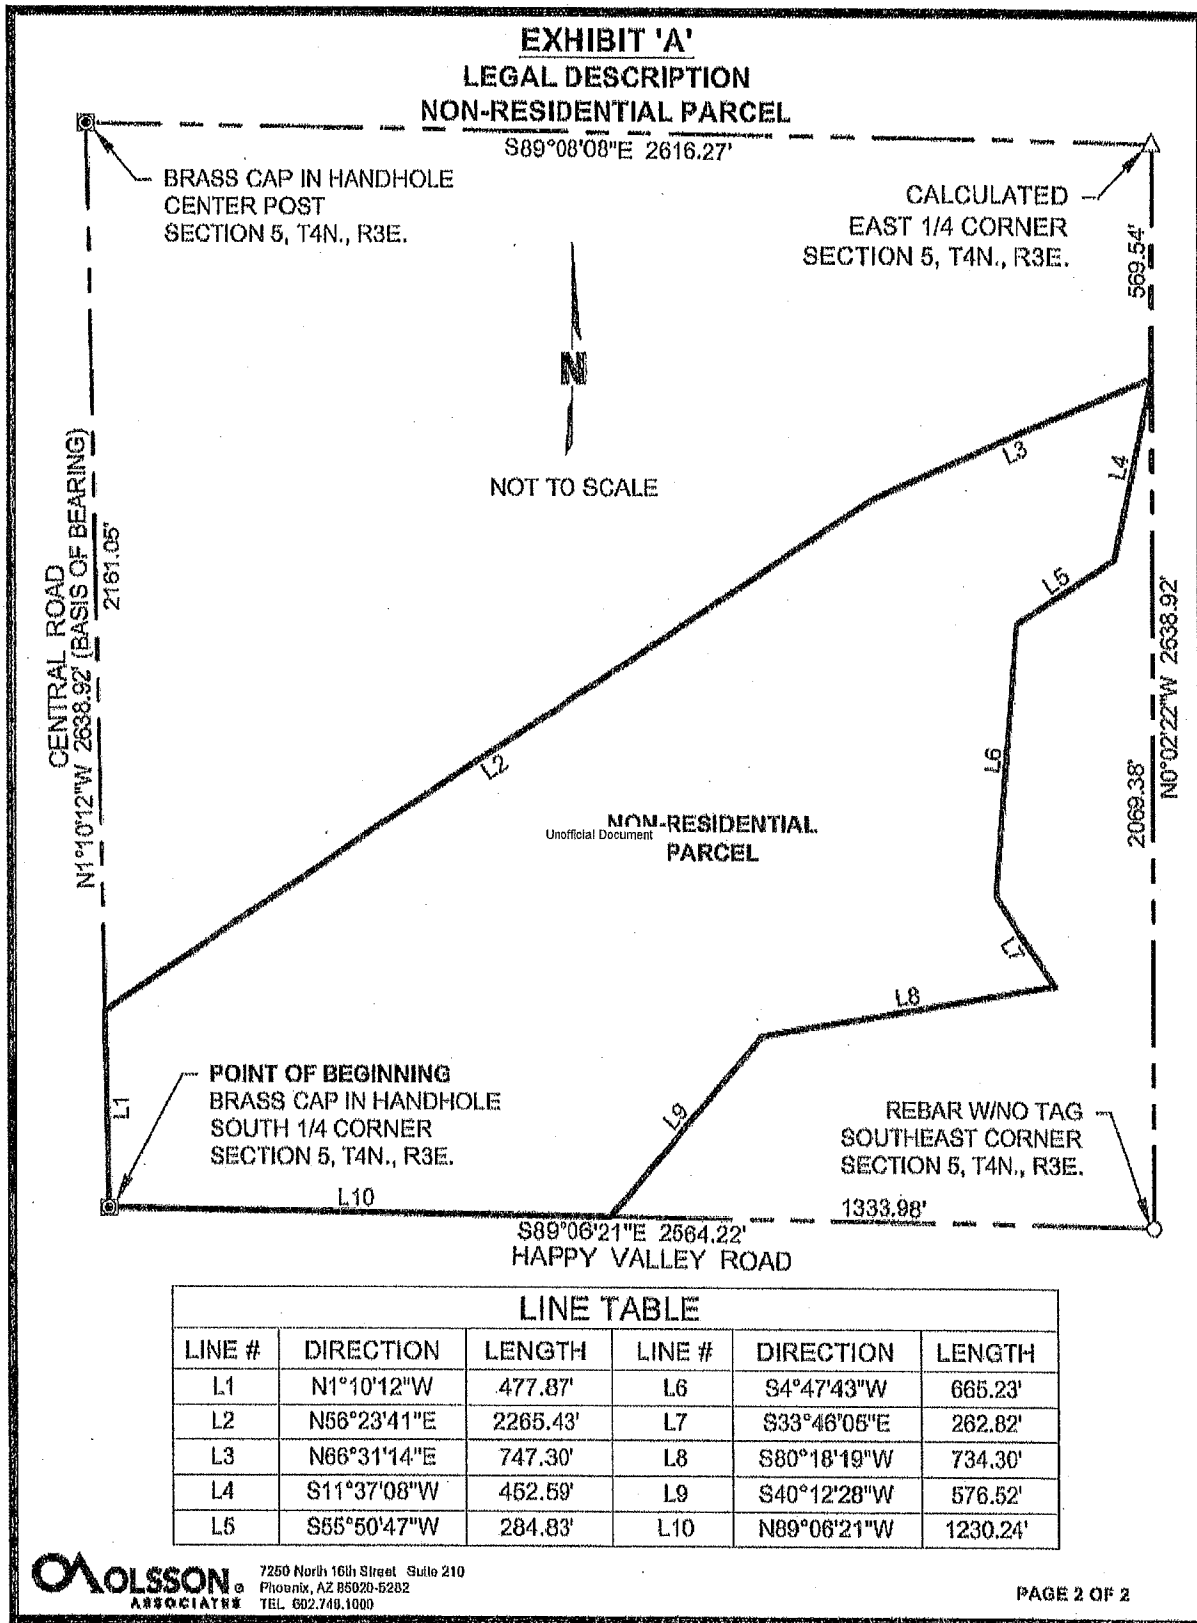 EXHIBIT 'A'
LEGAL DESCRIPTION
NON-RESIDENTIAL PARCEL
S89°08'08"E 2616.27'
BRASS CAP IN HANDHOLE
CENTER POST
SECTION 5, T4N., R3E.
CALCULATED
EAST 1/4 CORNER
SECTION 5, T4N., R3E.
569.54'
N
NOT TO SCALE
L3
L4
L5
CENTRAL ROAD
N1°10'12"W 2638.92' (BASIS OF BEARING)
2161.05'
N0°02'22"W 2638.92'
2069.38'
L2
L6
NON-RESIDENTIAL
Unofficial Document
PARCEL
L7
L8
POINT OF BEGINNING
BRASS CAP IN HANDHOLE
SOUTH 1/4 CORNER
SECTION 5, T4N., R3E.
L1
L9
REBAR W/NO TAG
SOUTHEAST CORNER
SECTION 5, T4N., R3E.
L10
1333.98'
S89°06'21"E 2564.22'
HAPPY VALLEY ROAD
LINE TABLE
LINE # DIRECTION LENGTH LINE # DIRECTION LENGTH
L1 N1°10'12"W 477.87' L6 S4°47'43"W 665.23'
L2 N56°23'41"E 2265.43' L7 S33°46'05"E 262.82'
L3 N66°31'14"E 747.30' L8 S80°18'19"W 734.30'
L4 S11°37'08"W 452.59' L9 S40°12'28"W 576.52'
L5 S55°50'47"W 284.83' L10 N89°06'21"W 1230.24'
OLSSON
ASSOCIATES
7250 North 16th Street Suite 210
Phoenix, AZ 85020-5282
TEL 602.748.1000
PAGE 2 OF 2